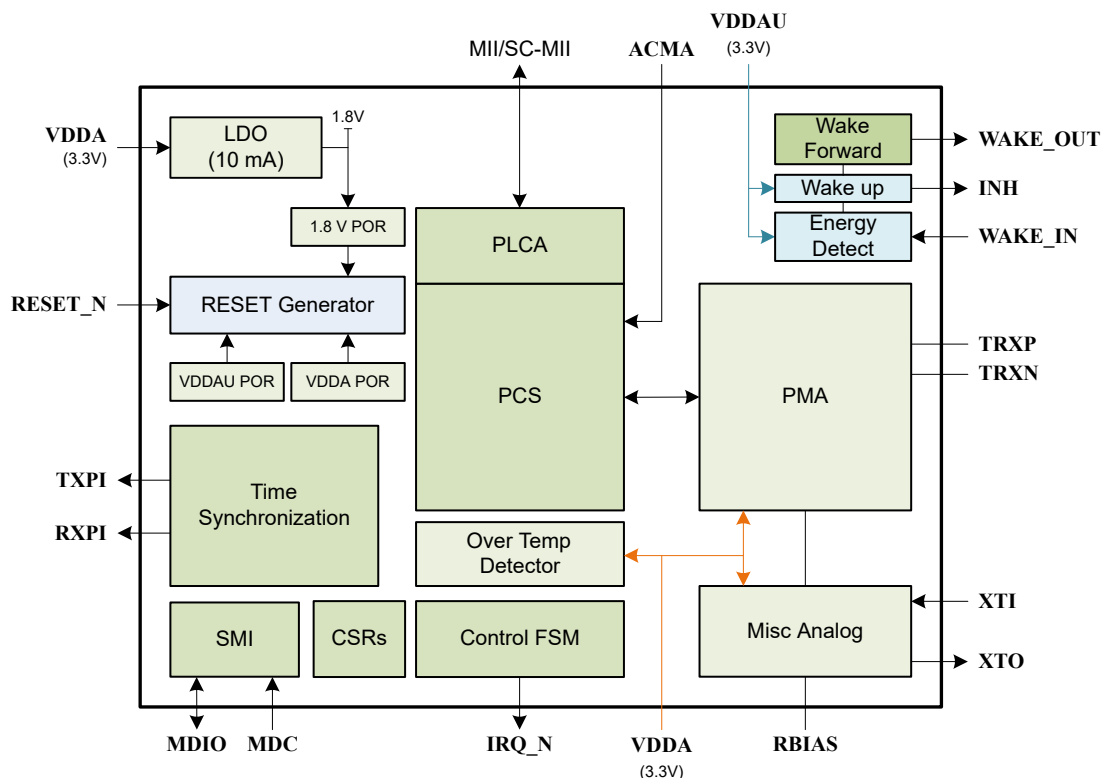 VDDAU
(3.3V)
MII/SC-MII
ACMA
1.8V
VDDA
(3.3V)
LDO
(10 mA)
Wake
Forward
WAKE_OUT
Wake up
INH
1.8 V POR
PLCA
Energy
Detect
WAKE_IN
RESET_N
RESET Generator
TRXP
TRXN
VDDAU POR
VDDA POR
PCS
PMA
TXPI
RXPI
Time
Synchronization
Over Temp
Detector
XTI
XTO
SMI
CSRs
Control FSM
Misc Analog
MDIO
MDC
IRQ_N
VDDA
(3.3V)
RBIAS